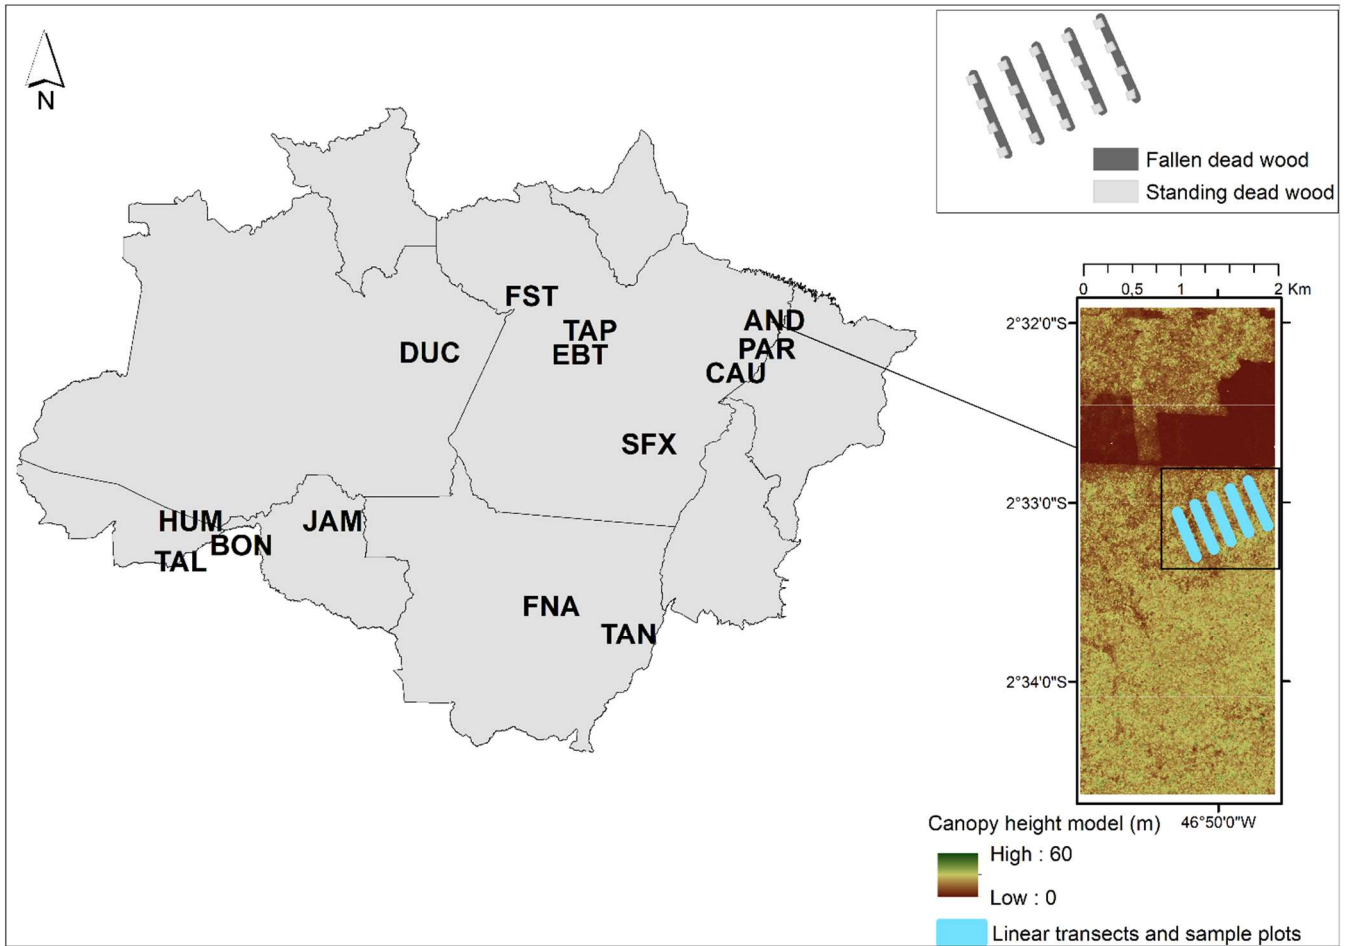 N
Fallen dead wood
Standing dead wood
FST
TAP
EBT
DUC
AND
PAR
CAU
SFX
HUM
JAM
BON
TAL
FNA
TAN
0 0,5 1 2 Km
2°32'0"S
2°33'0"S
2°34'0"S
46°50'0"W
Canopy height model (m)
High : 60
Low : 0
Linear transects and sample plots